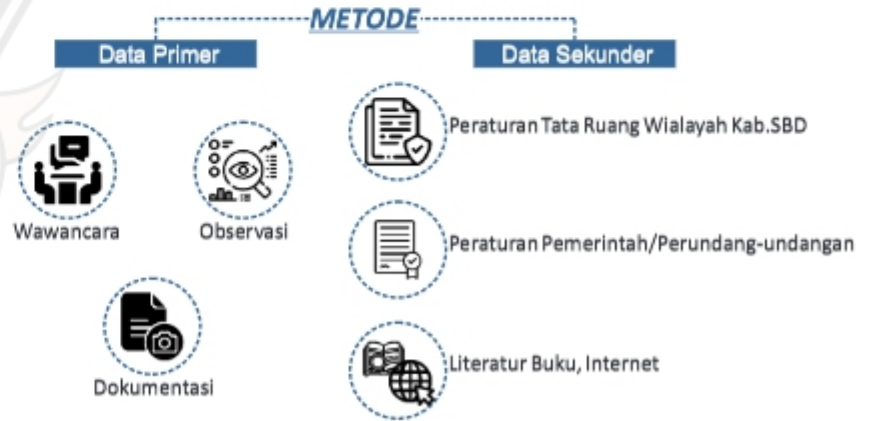 METODE
Data Primer
Data Sekunder
Wawancara
Observasi
Dokumentasi
Peraturan Tata Ruang Wialayah Kab.SBD
Peraturan Pemerintah/Perundang-undangan
Literatur Buku, Internet